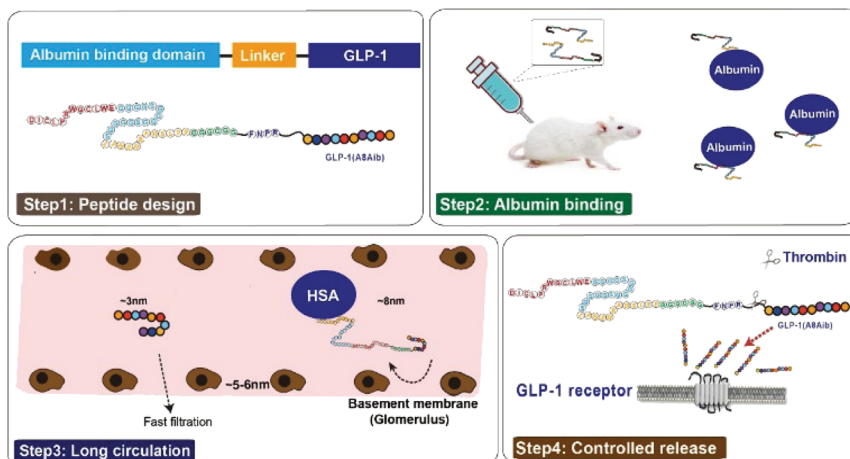 Albumin binding domain
Linker
GLP-1
FNPR
GLP-1(A8Aib)
Step1: Peptide design
Albumin
Albumin
Albumin
Step2: Albumin binding
~3nm
HSA
~8nm
~5-6nm
Fast filtration
Basement membrane
(Glomerulus)
Step3: Long circulation
Thrombin
FNPR
GLP-1(A8Aib)
GLP-1 receptor
Step4: Controlled release